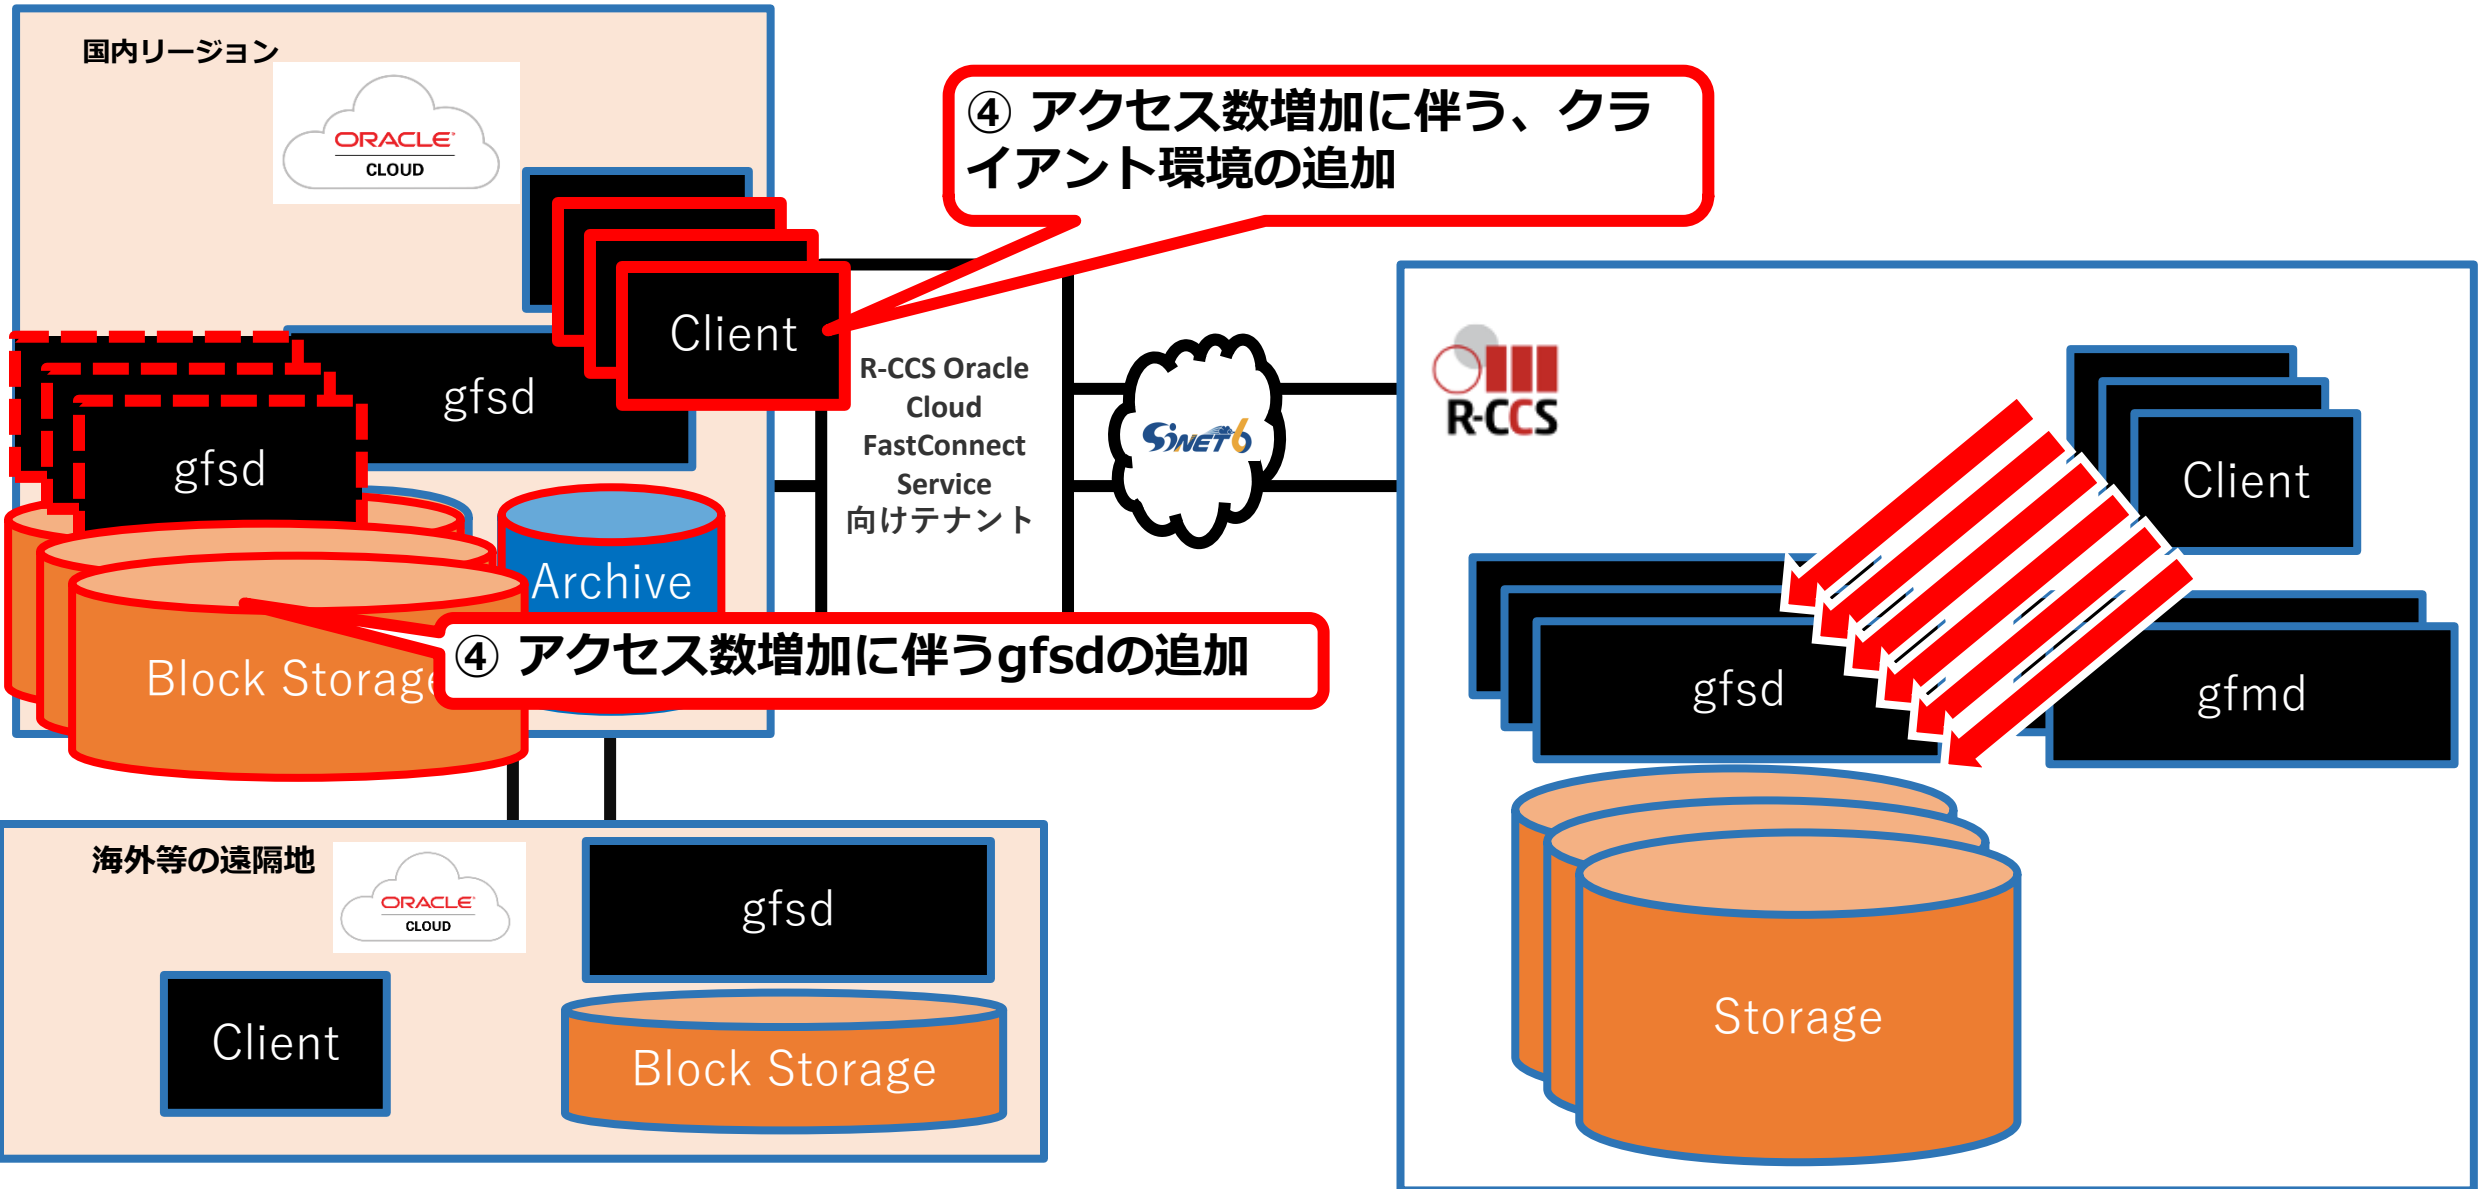 国内リージョン
ORACLE
CLOUD
④ アクセス数増加に伴う、クラ
イアント環境の追加
Client
gfsd
gfsd
R-CCS Oracle
Cloud
FastConnect
Service
向けテナント
SINET6
R-CCS
Client
Archive
Block Storage
④ アクセス数増加に伴うgfsdの追加
gfsd
gfmd
Storage
海外等の遠隔地
ORACLE
CLOUD
gfsd
Client
Block Storage